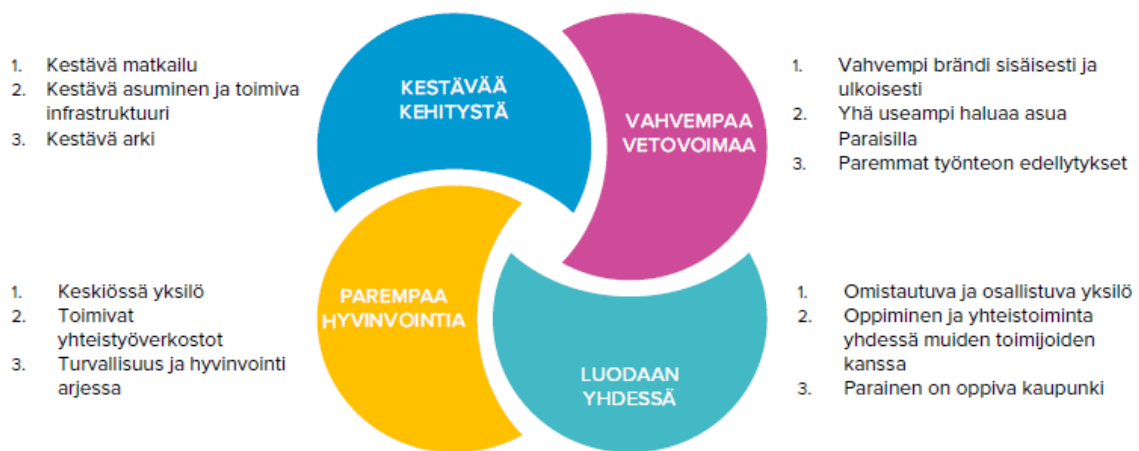 1. Kestävä matkailu
2. Kestävä asuminen ja toimiva
infrastruktuuri
3. Kestävä arki
KESTÄVÄÄ
KEHITYSTÄ
VAHVEMPAA
VETOVOIMAA
1. Vahvempi brändi sisäisesti ja
ulkoisesti
2. Yhä useampi haluaa asua
Paraisilla
3. Paremmat työnteon edellytykset
1. Keskiössä yksilö
2. Toimivat
yhteistyöverkostot
3. Turvallisuus ja hyvinvointi
arjessa
PAREMPAA
HYVINVOINTIA
LUODAAN
YHDESSÄ
1. Omistautuva ja osallistuva yksilö
2. Oppiminen ja yhteistoiminta
yhdessä muiden toimijoiden
kanssa
3. Parainen on oppiva kaupunki